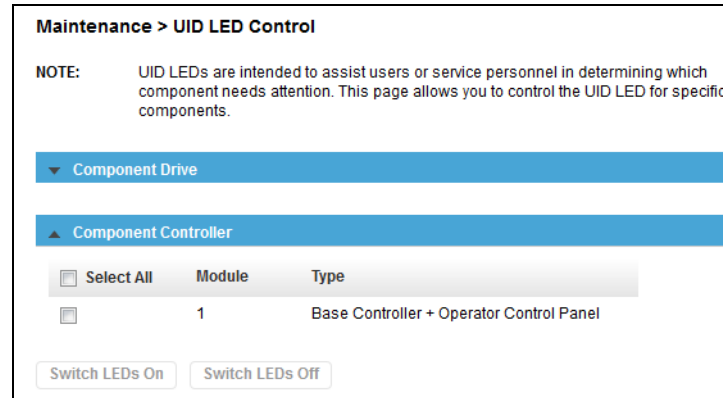 Maintenance > UID LED Control
NOTE: UID LEDs are intended to assist users or service personnel in determining which
component needs attention. This page allows you to control the UID LED for specific
components.
Component Drive
Component Controller
Select All Module Type
1 Base Controller + Operator Control Panel
Switch LEDs On Switch LEDs Off